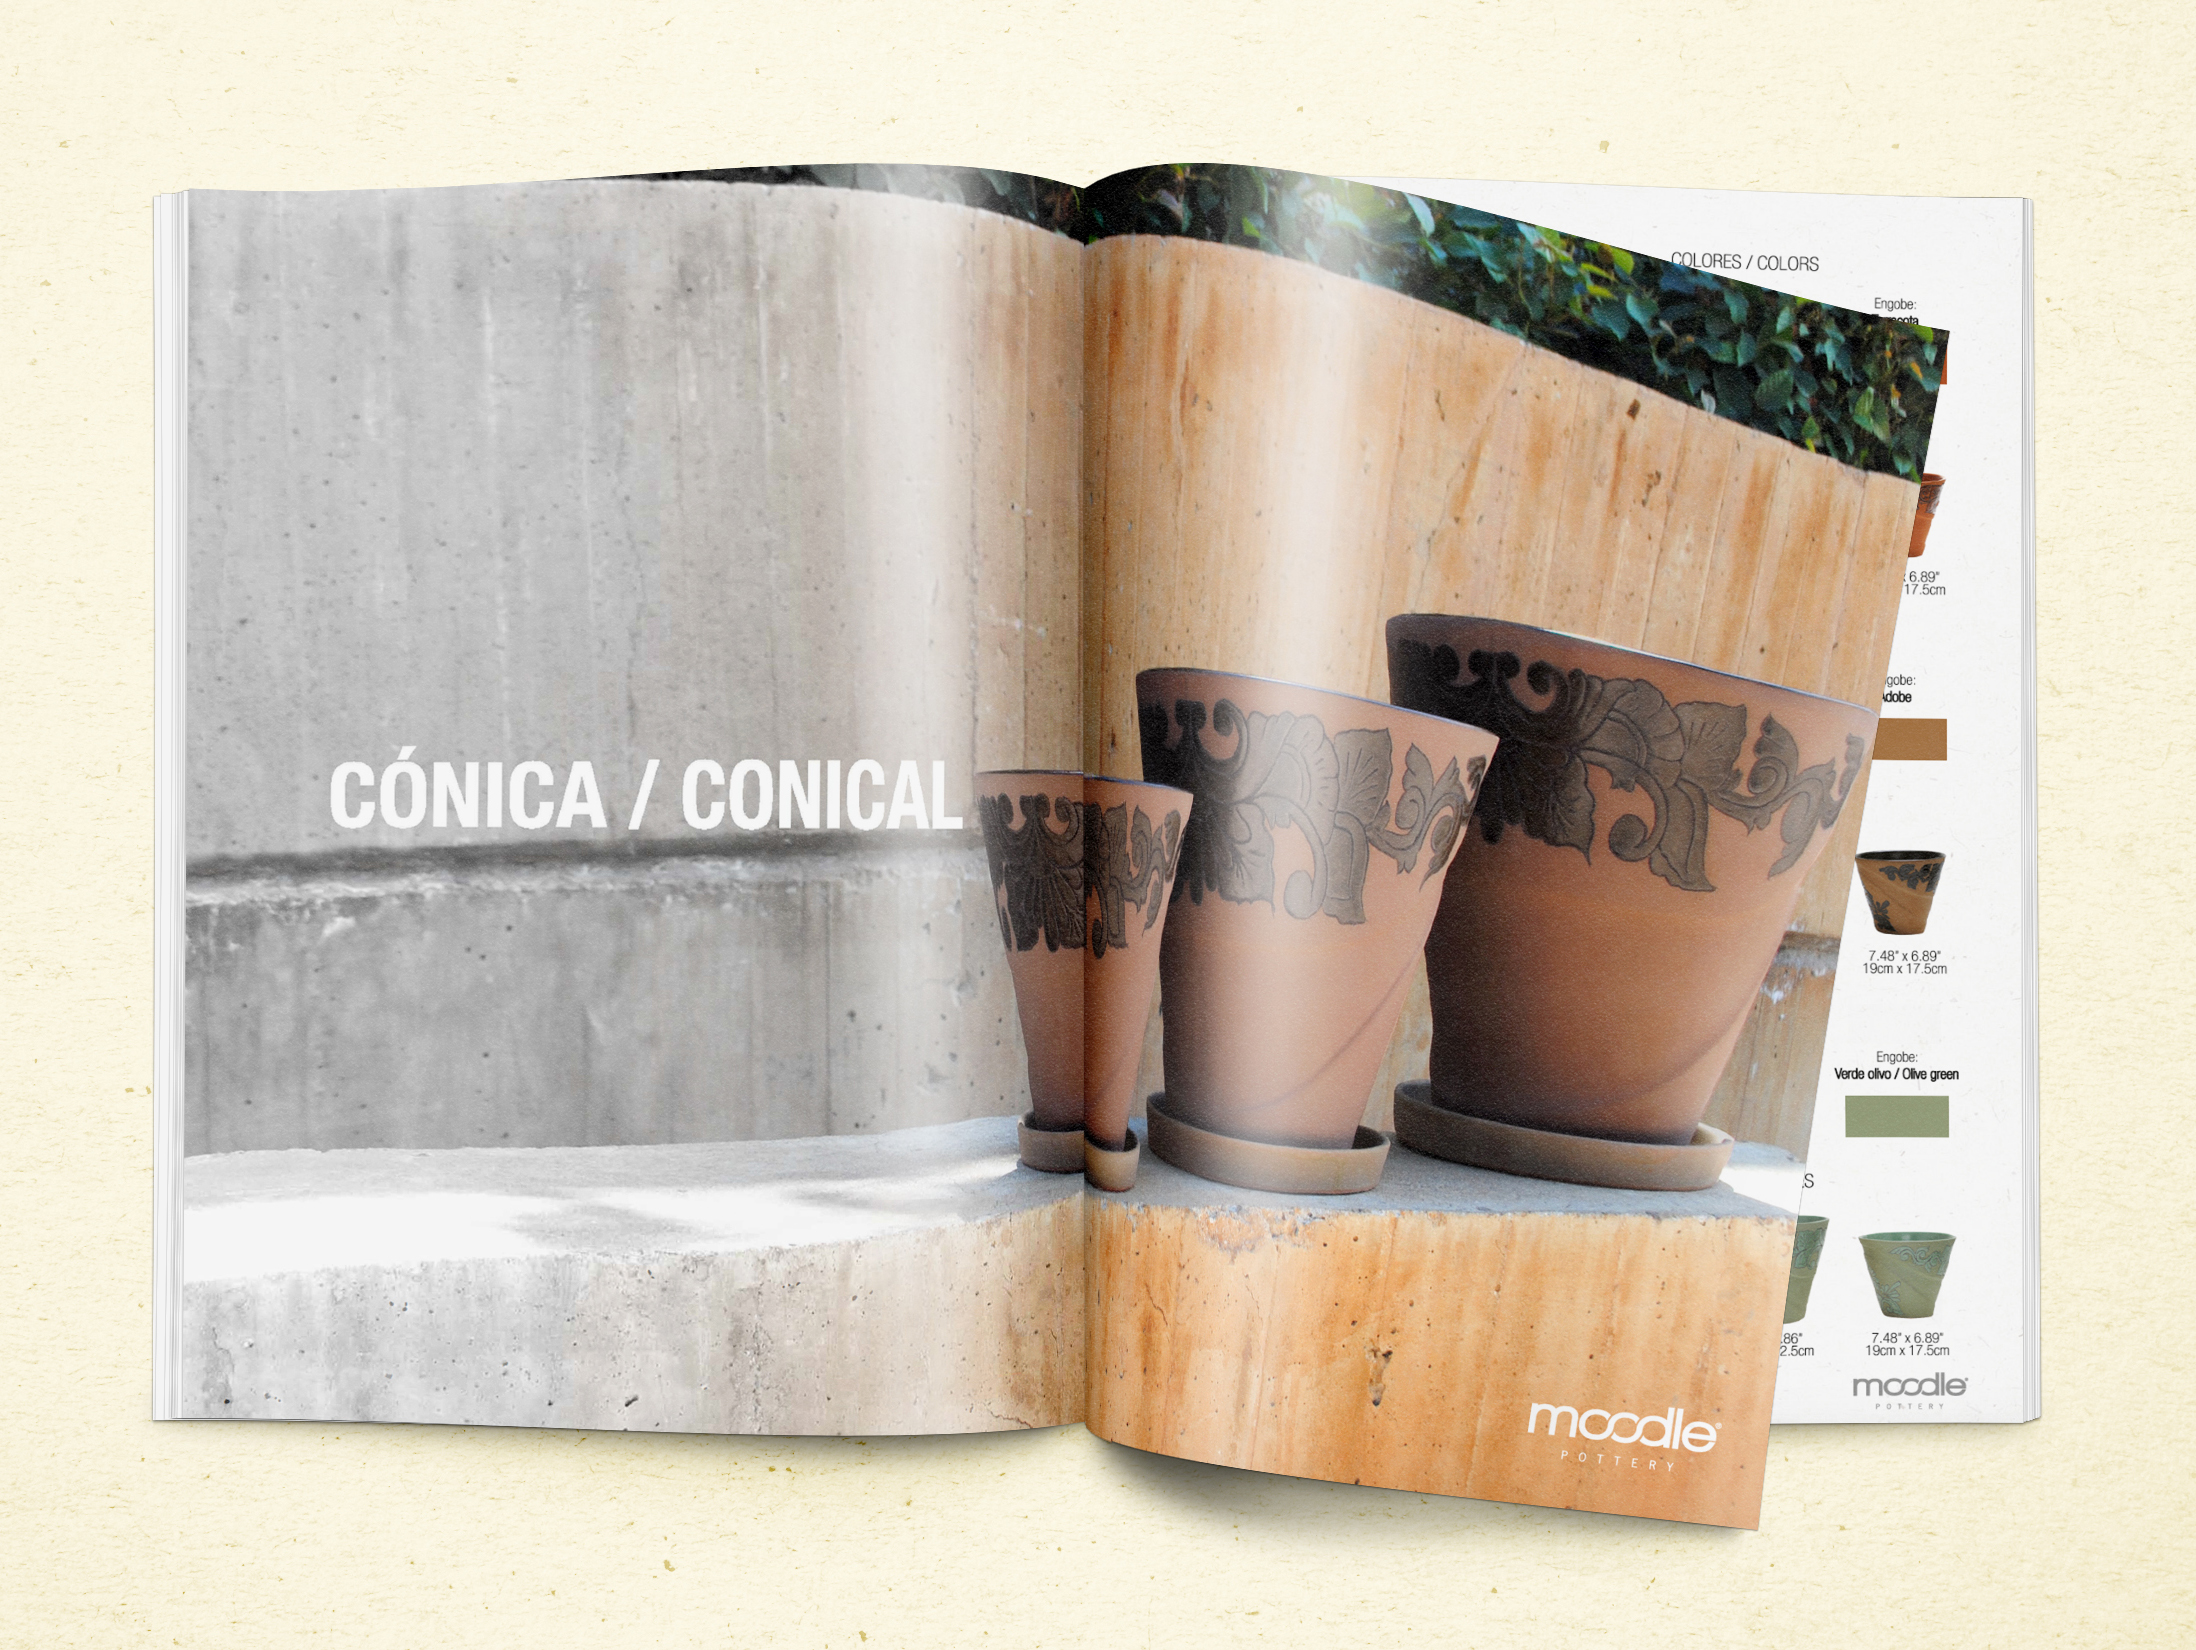 CÓNICA / CONICAL
moodle®
POTTERY
COLORES / COLORS
Engobe:
6.89"
17.5cm
Adobe
7.48" x 6.89"
19cm x 17.5cm
Engobe:
Verde olivo / Olive green
7.48" x 6.89"
19cm x 17.5cm
moodle®
POTTERY